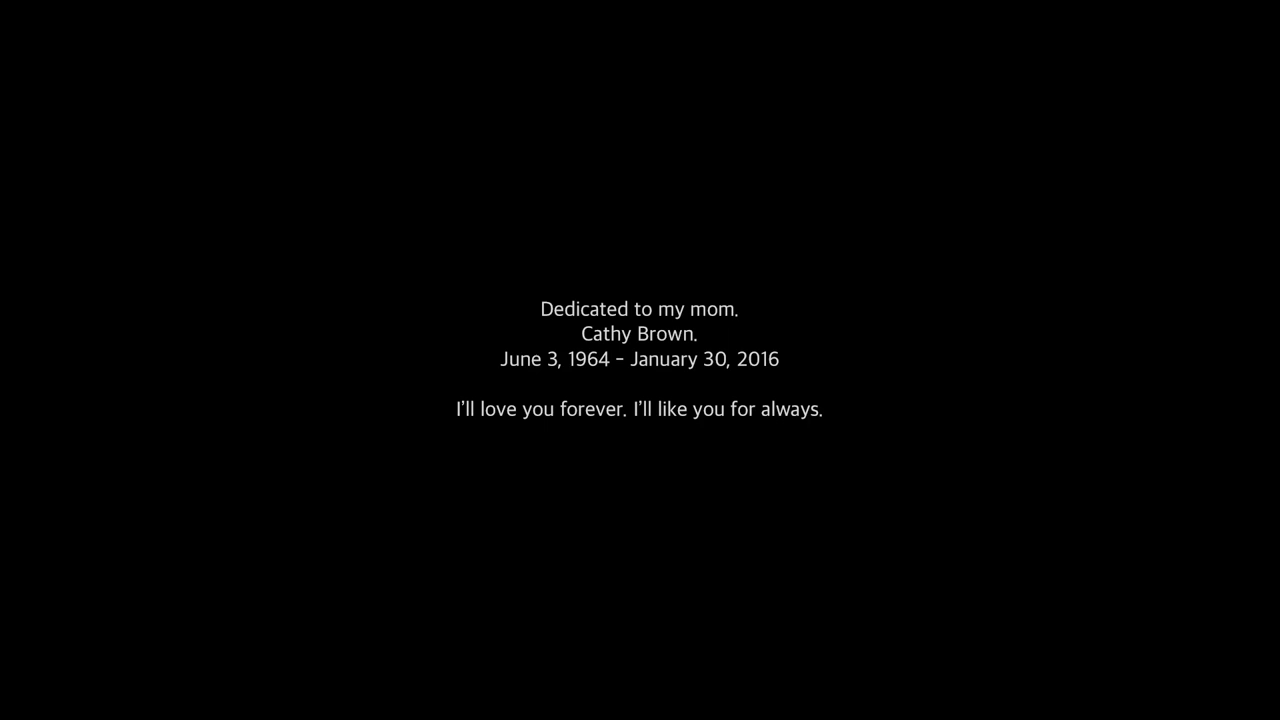 Dedicated to my mom.
Cathy Brown.
June 3, 1964 - January 30, 2016
I'll love you forever. I'll like you for always.